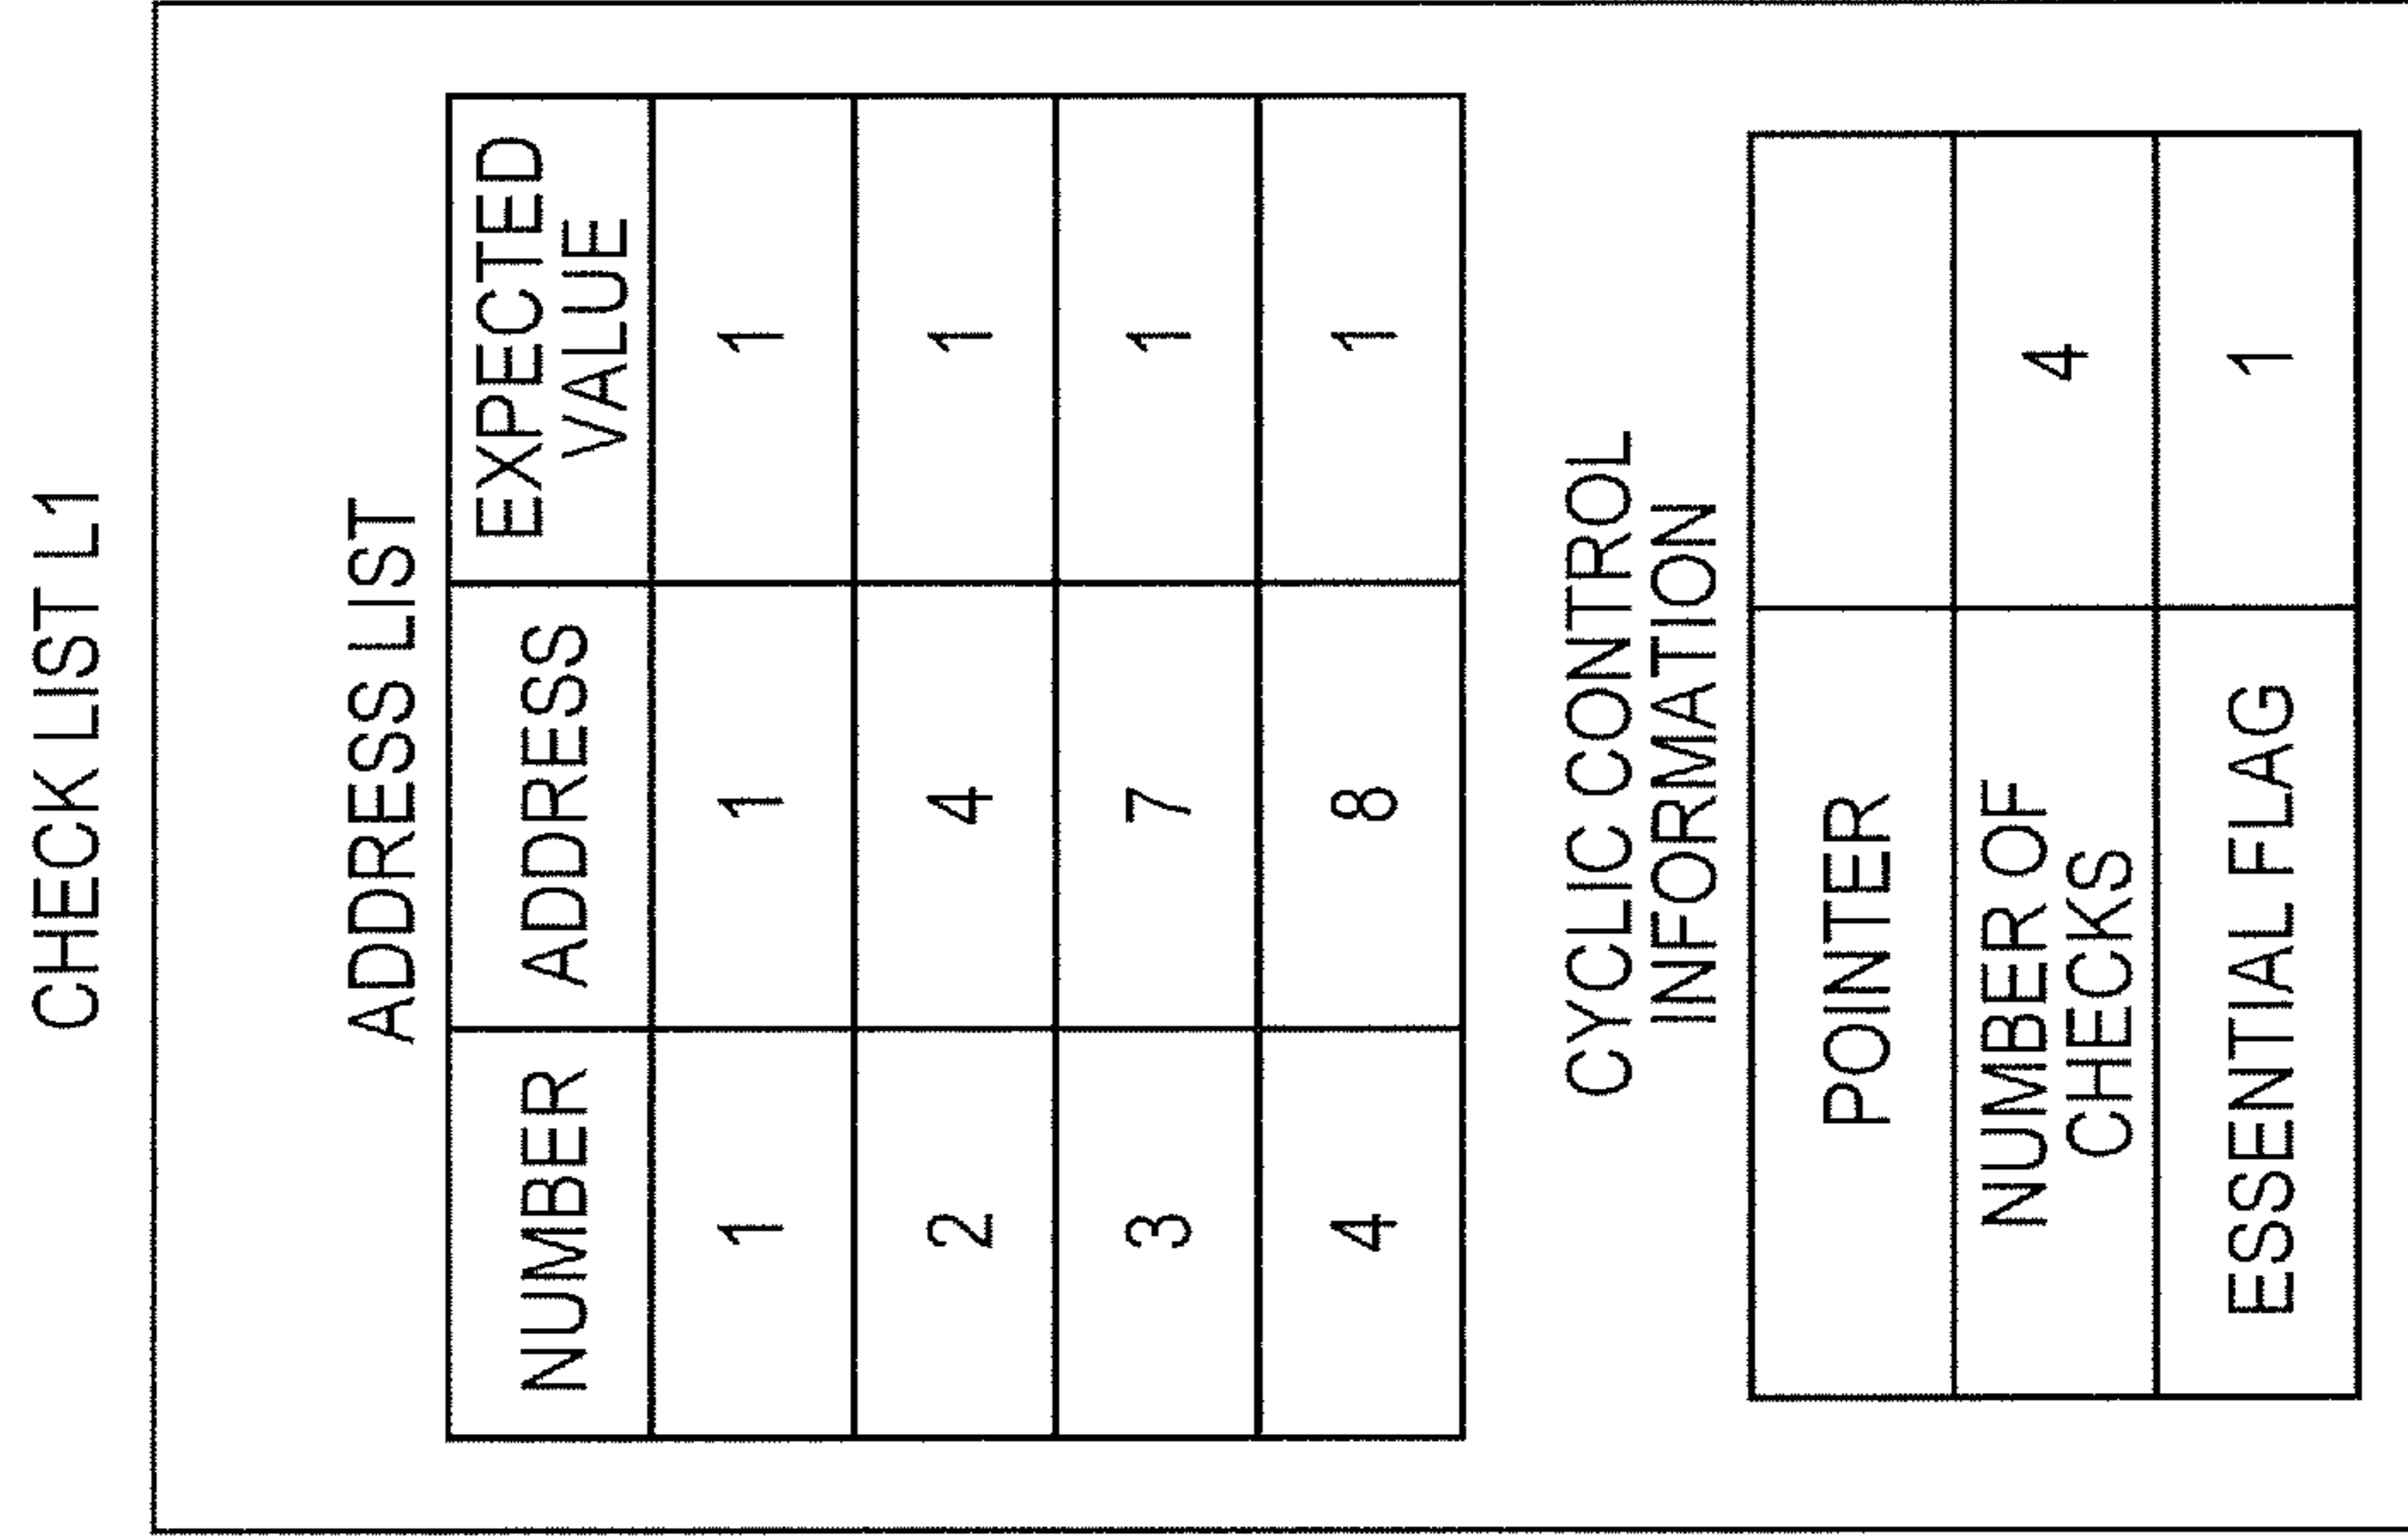 CHECK LIST L1
ADDRESS LIST
NUMBER ADDRESS EXPECTED VALUE
1 1 1
2 4 1
3 7 1
4 8 1
CYCLIC CONTROL
INFORMATION
POINTER
NUMBER OF
CHECKS 4
ESSENTIAL FLAG 1